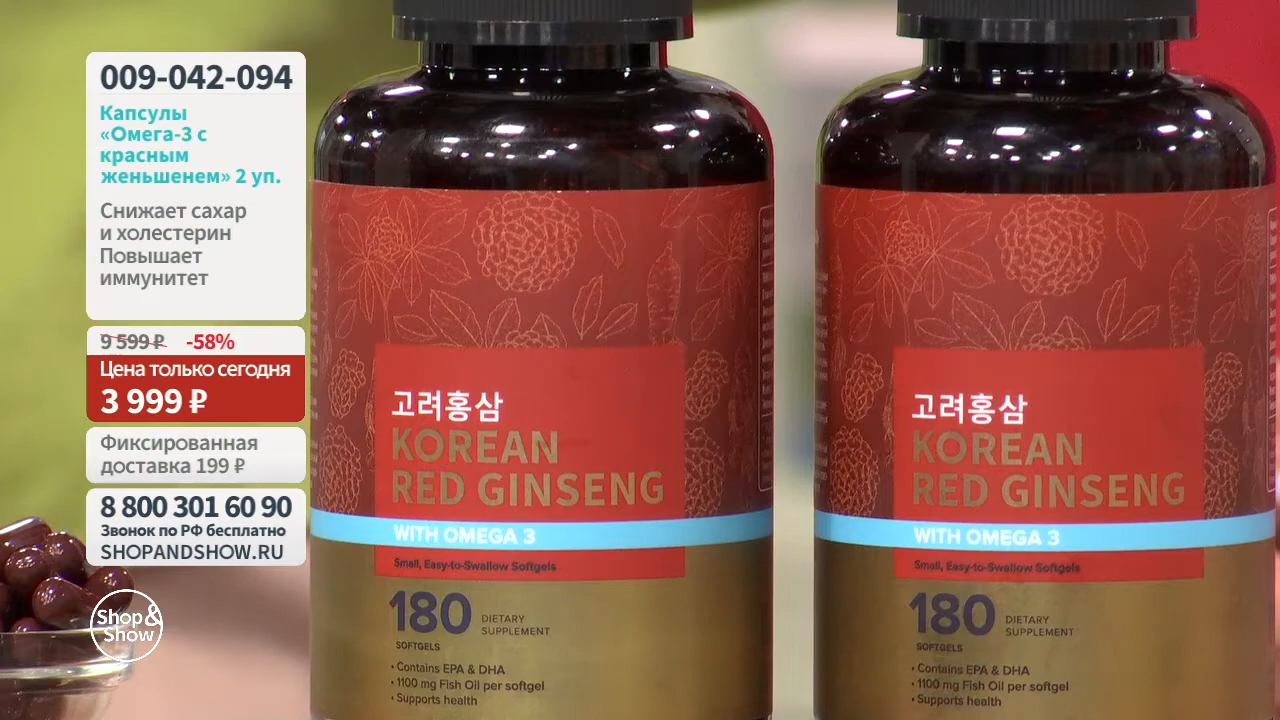 009-042-094
Капсулы
«Омега-3 с
красным
женьшенем» 2 уп.
Снижает сахар
и холестерин
Повышает
иммунитет
9 599 ₽ -58%
Цена только сегодня
3 999 ₽
Фиксированная
доставка 199 ₽
8 800 301 60 90
Звонок по РФ бесплатно
SHOPANDSHOW.RU
Shop&
Show
고려홍삼
KOREAN
RED GINSENG
WITH OMEGA 3
Small, Easy-to-Swallow Softgels
180
DIETARY
SUPPLEMENT
SOFTGELS
• Contains EPA & DHA
• 1100 mg Fish Oil per softgel
• Supports health
고려홍삼
KOREAN
RED GINSENG
WITH OMEGA 3
Small, Easy-to-Swallow Softgels
180
DIETARY
SUPPLEMENT
SOFTGELS
• Contains EPA & DHA
• 1100 mg Fish Oil per softgel
• Supports health